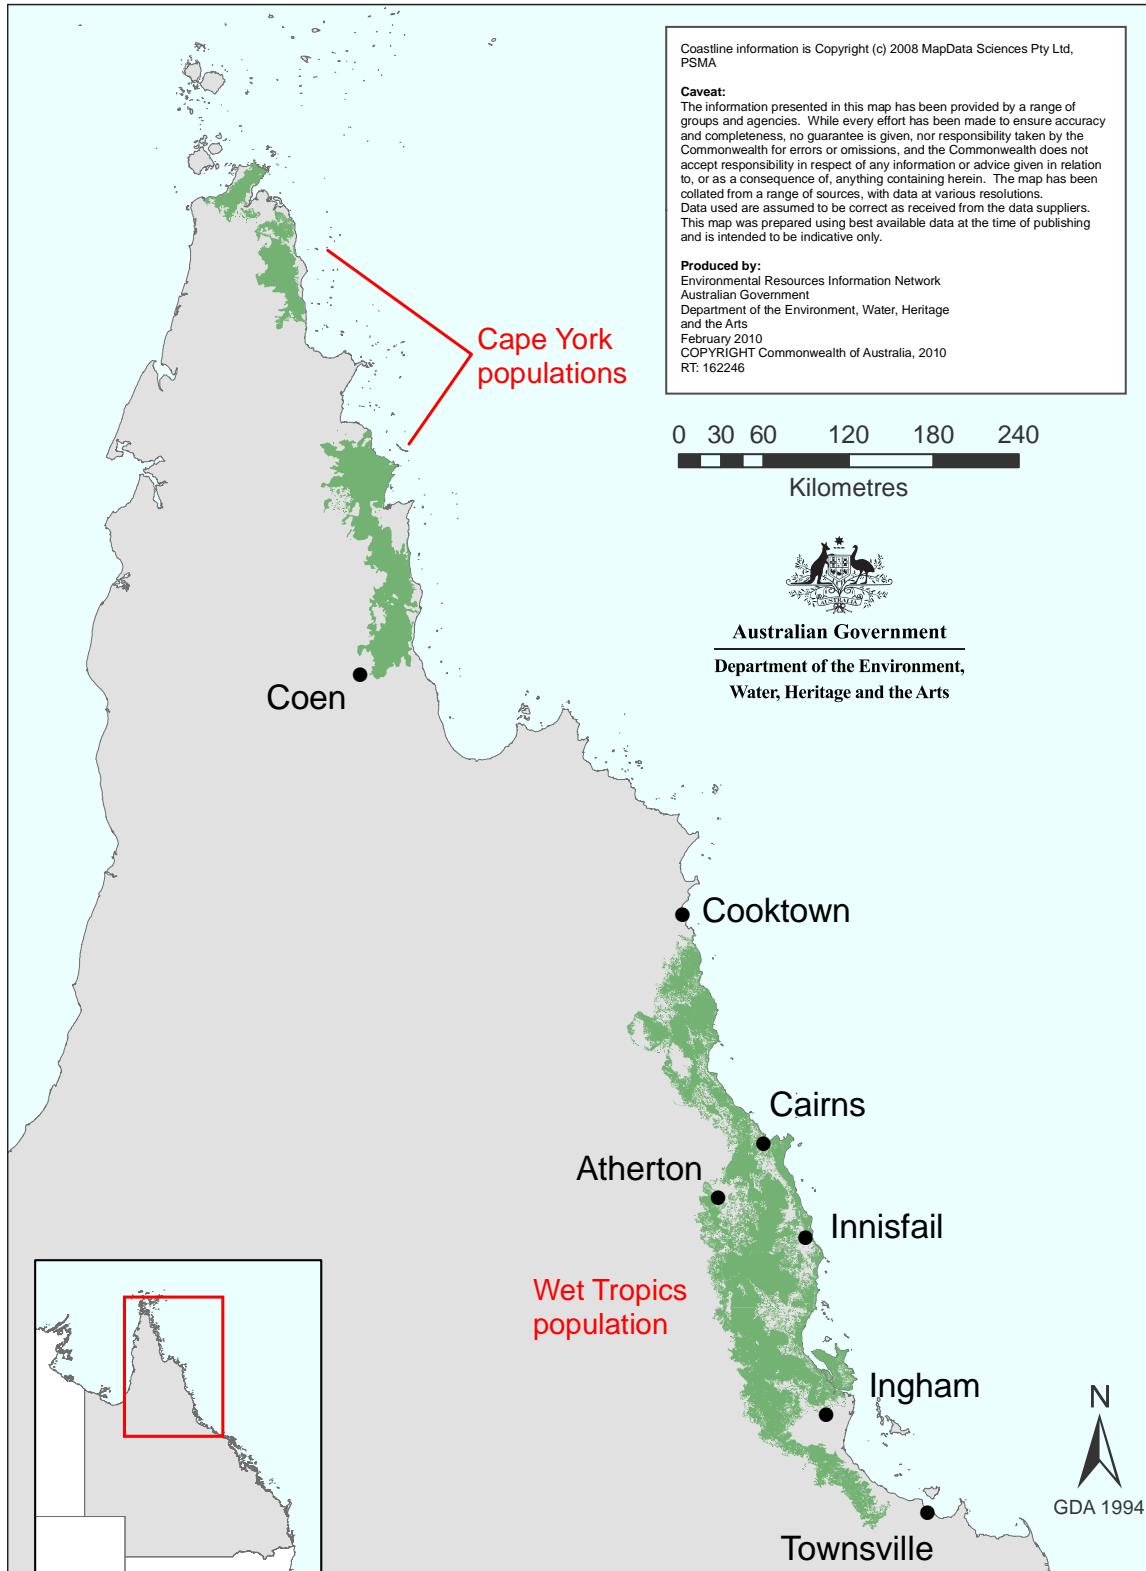 Coastline information is Copyright (c) 2008 MapData Sciences Pty Ltd,
PSMA
Caveat:
The information presented in this map has been provided by a range of
groups and agencies. While every effort has been made to ensure accuracy
and completeness, no guarantee is given, nor responsibility taken by the
Commonwealth for errors or omissions, and the Commonwealth does not
accept responsibility in respect of any information or advice given in relation
to, or as a consequence of, anything containing herein. The map has been
collated from a range of sources, with data at various resolutions.
Data used are assumed to be correct as received from the data suppliers.
This map was prepared using best available data at the time of publishing
and is intended to be indicative only.
Produced by:
Environmental Resources Information Network
Australian Government
Department of the Environment, Water, Heritage
and the Arts
February 2010
COPYRIGHT Commonwealth of Australia, 2010
RT: 162246
Cape York
populations
0 30 60 120 180 240
Kilometres
AUSTRALIA
Australian Government
Department of the Environment,
Water, Heritage and the Arts
Coen
Cooktown
Cairns
Atherton
Innisfail
Wet Tropics
population
Ingham
N
GDA 1994
Townsville